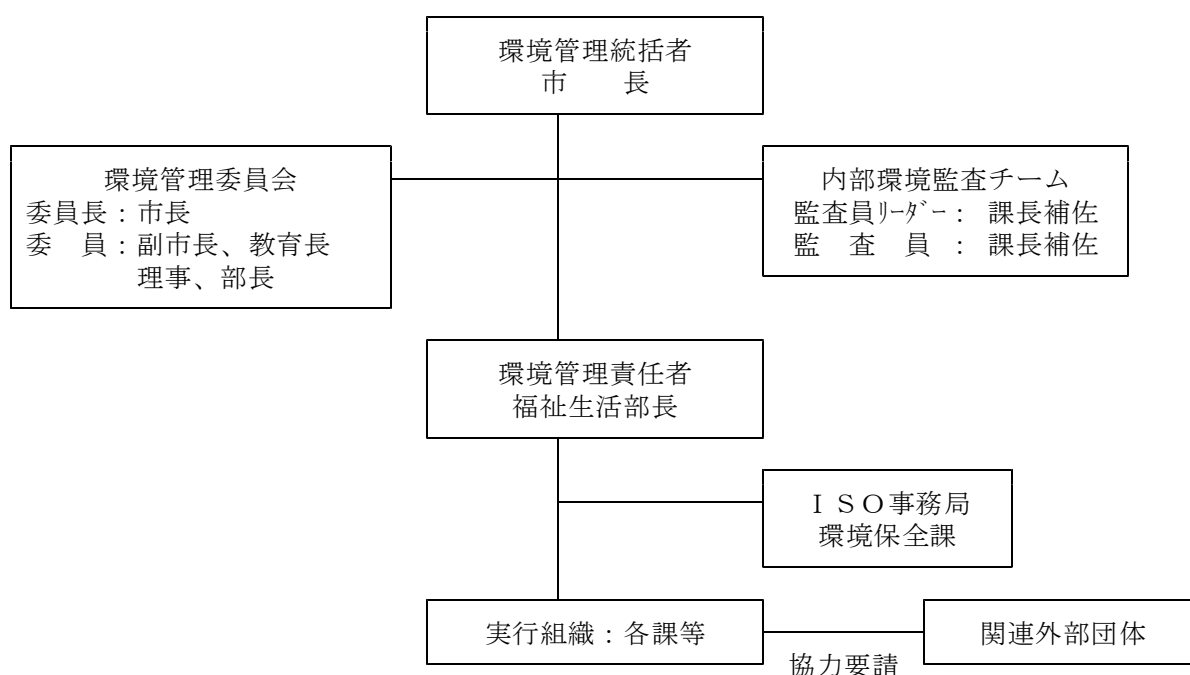 環境管理統括者
市　　長
環境管理委員会
委員長：市長
委　員：副市長、教育長
理事、部長
内部環境監査チーム
監査員ﾘｰﾀﾞｰ： 課長補佐
監　査　員　： 課長補佐
環境管理責任者
福祉生活部長
ＩＳＯ事務局
環境保全課
実行組織：各課等
協力要請
関連外部団体